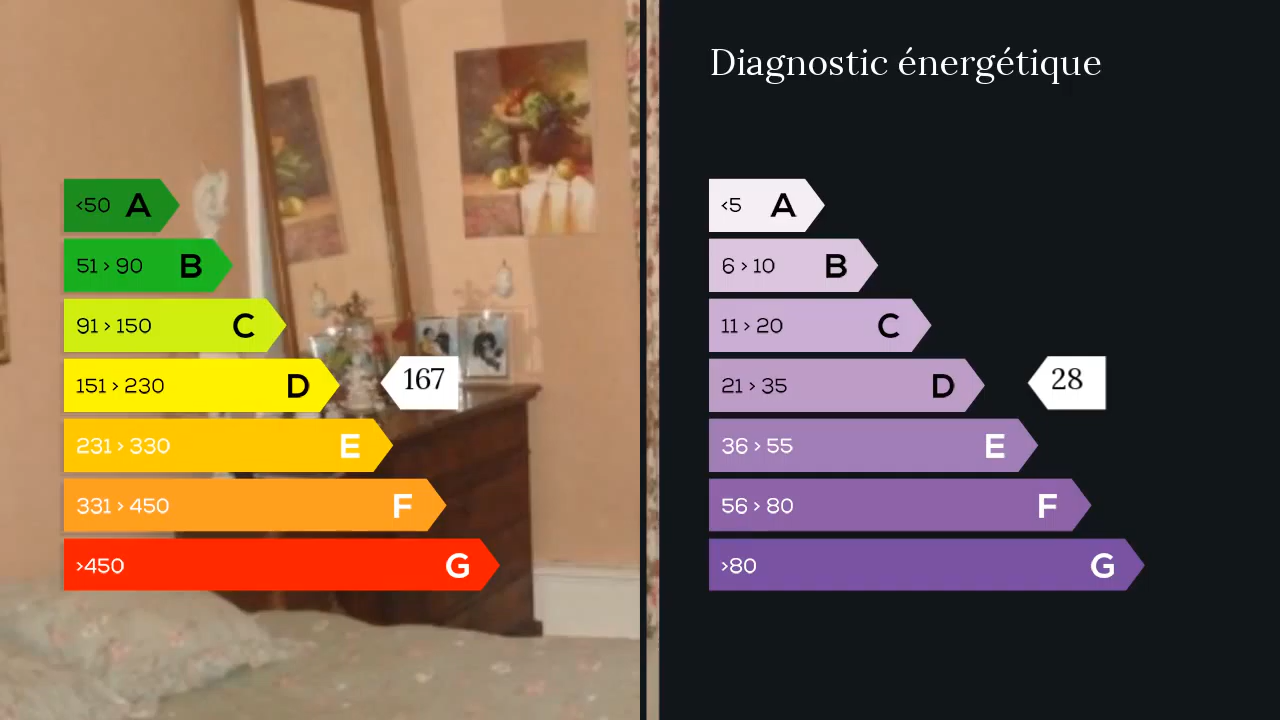 Diagnostic énergétique
<50 A
51 > 90 B
91 > 150 C
151 > 230 D
167
231 > 330 E
331 > 450 F
>450 G
<5 A
6 > 10 B
11 > 20 C
21 > 35 D
28
36 > 55 E
56 > 80 F
>80 G